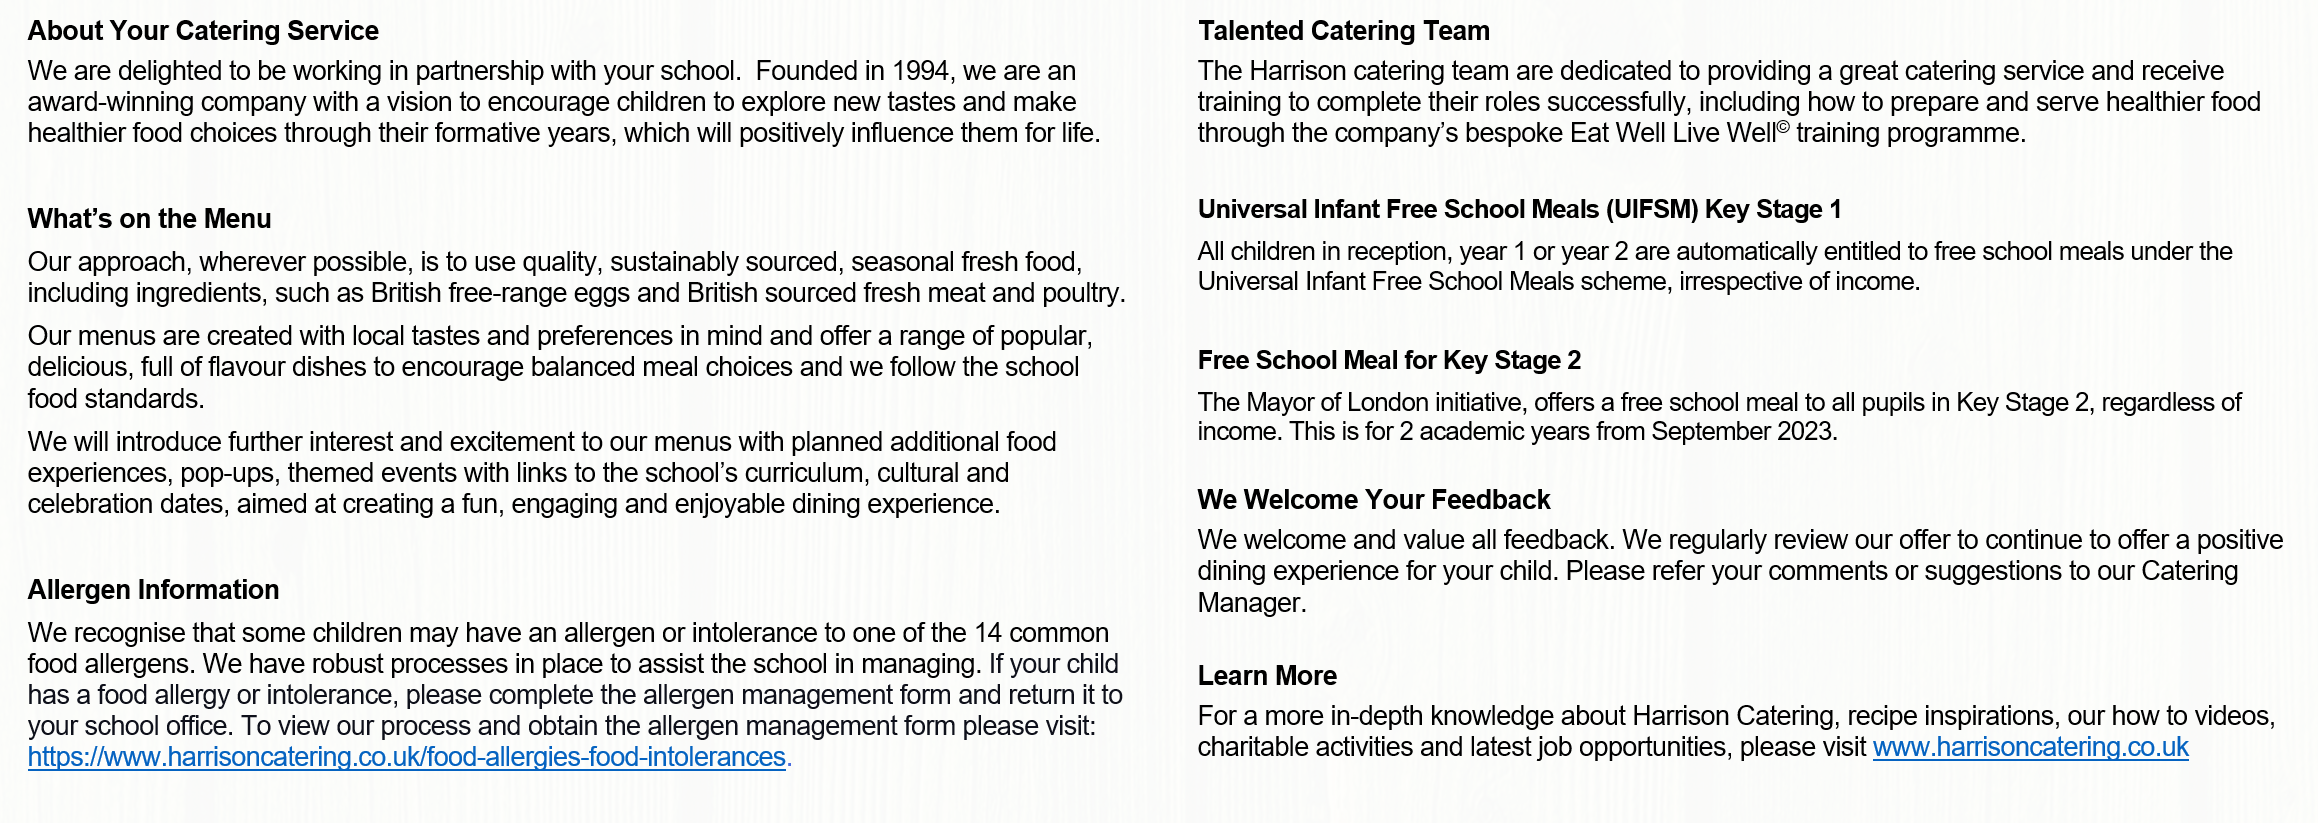 About Your Catering Service
We are delighted to be working in partnership with your school.  Founded in 1994, we are an
award-winning company with a vision to encourage children to explore new tastes and make
healthier food choices through their formative years, which will positively influence them for life.
What’s on the Menu
Our approach, wherever possible, is to use quality, sustainably sourced, seasonal fresh food,
including ingredients, such as British free-range eggs and British sourced fresh meat and poultry.
Our menus are created with local tastes and preferences in mind and offer a range of popular,
delicious, full of flavour dishes to encourage balanced meal choices and we follow the school
food standards.
We will introduce further interest and excitement to our menus with planned additional food
experiences, pop-ups, themed events with links to the school’s curriculum, cultural and
celebration dates, aimed at creating a fun, engaging and enjoyable dining experience.
Allergen Information
We recognise that some children may have an allergen or intolerance to one of the 14 common
food allergens. We have robust processes in place to assist the school in managing. If your child
has a food allergy or intolerance, please complete the allergen management form and return it to
your school office. To view our process and obtain the allergen management form please visit:
https://www.harrisoncatering.co.uk/food-allergies-food-intolerances.
Talented Catering Team
The Harrison catering team are dedicated to providing a great catering service and receive
training to complete their roles successfully, including how to prepare and serve healthier food
through the company’s bespoke Eat Well Live Well© training programme.
Universal Infant Free School Meals (UIFSM) Key Stage 1
All children in reception, year 1 or year 2 are automatically entitled to free school meals under the
Universal Infant Free School Meals scheme, irrespective of income.
Free School Meal for Key Stage 2
The Mayor of London initiative, offers a free school meal to all pupils in Key Stage 2, regardless of
income. This is for 2 academic years from September 2023.
We Welcome Your Feedback
We welcome and value all feedback. We regularly review our offer to continue to offer a positive
dining experience for your child. Please refer your comments or suggestions to our Catering
Manager.
Learn More
For a more in-depth knowledge about Harrison Catering, recipe inspirations, our how to videos,
charitable activities and latest job opportunities, please visit www.harrisoncatering.co.uk